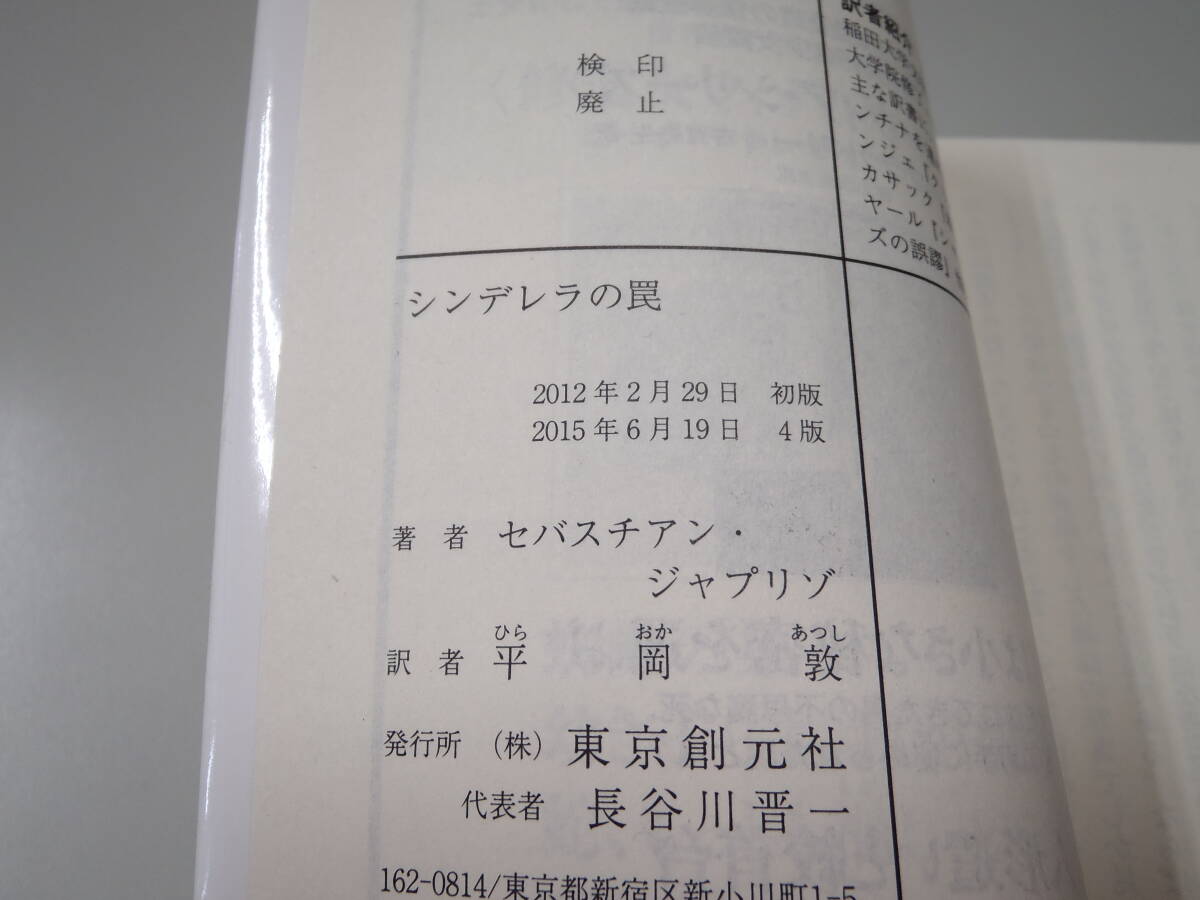 検印
廃止
訳者紹介
稲田大学
大学院修
主な訳書に
ンチナを
ンジェ『
カサック『
ヤール『
ズの誤謬』
シンデレラの罠
2012年2月29日 初版
2015年6月19日 4版
著者 セバスチアン・
ジャプリゾ
ひら おか あつし
訳者 平岡敦
発行所 (株) 東京創元社
代表者 長谷川晋一
162-0814/東京都新宿区新小川町1-5